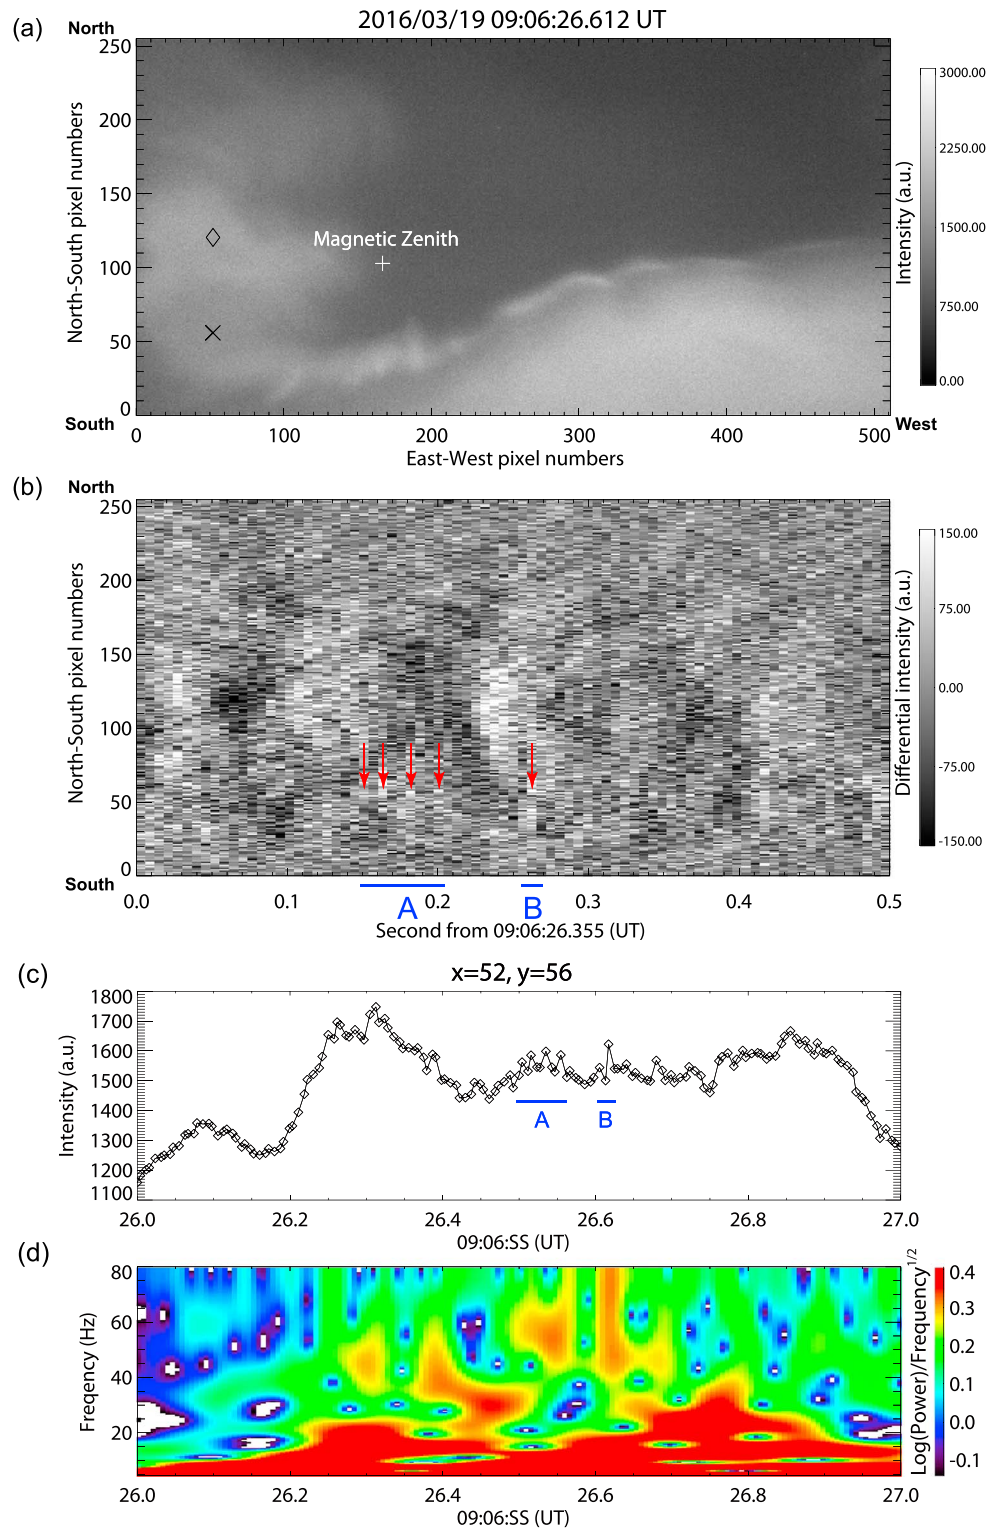 (a)
North
2016/03/19 09:06:26.612 UT
250
200
150
100
50
0
North-South pixel numbers
Magnetic Zenith
South
0
100
200
300
400
500
West
East-West pixel numbers
3000.00
2250.00
1500.00
750.00
0.00
Intensity (a.u.)
(b)
North
250
200
150
100
50
0
North-South pixel numbers
South
0.0
0.1
0.2
0.3
0.4
0.5
A
B
Second from 09:06:26.355 (UT)
150.00
75.00
0.00
-75.00
-150.00
Differential intensity (a.u.)
(c)
x=52, y=56
1800
1700
1600
1500
1400
1300
1200
1100
Intensity (a.u.)
A
B
26.0
26.2
26.4
26.6
26.8
27.0
09:06:SS (UT)
(d)
80
60
40
20
Freqency (Hz)
26.0
26.2
26.4
26.6
26.8
27.0
09:06:SS (UT)
0.4
0.3
0.2
0.1
0.0
-0.1
Log(Power)/Frequency1/2